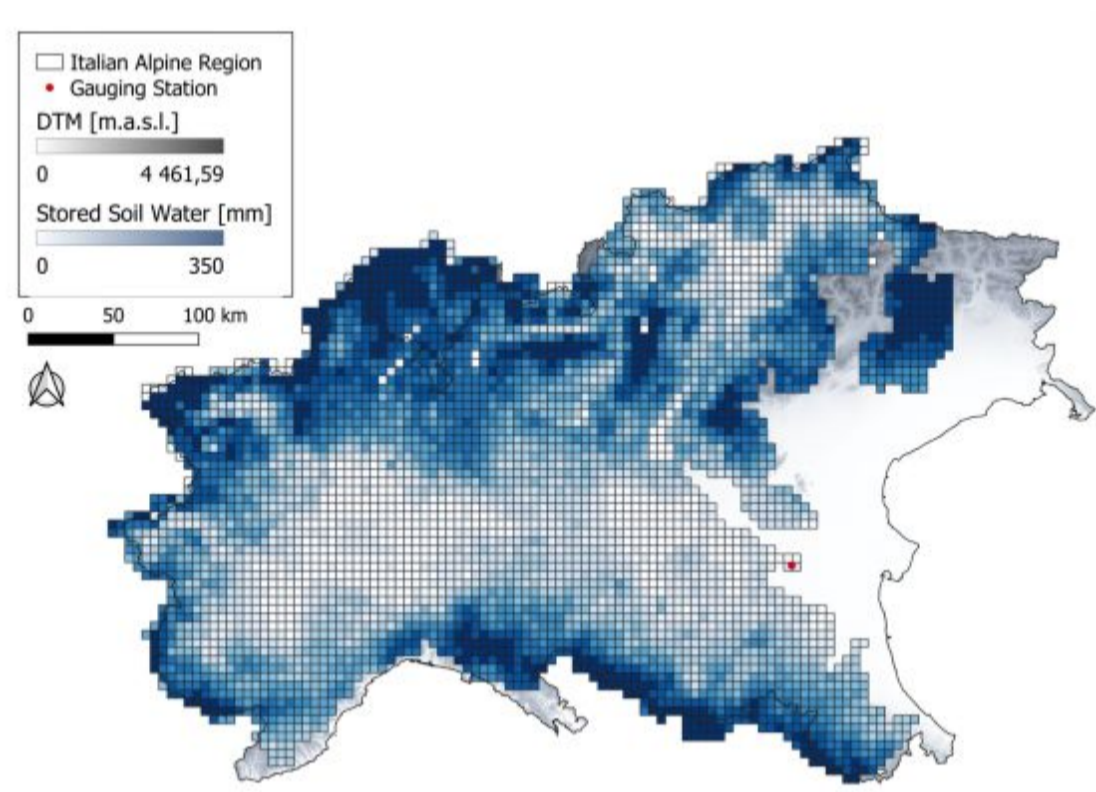 Italian Alpine Region
Gauging Station
DTM [m.a.s.l.]
0 4 461,59
Stored Soil Water [mm]
0 350
0 50 100 km